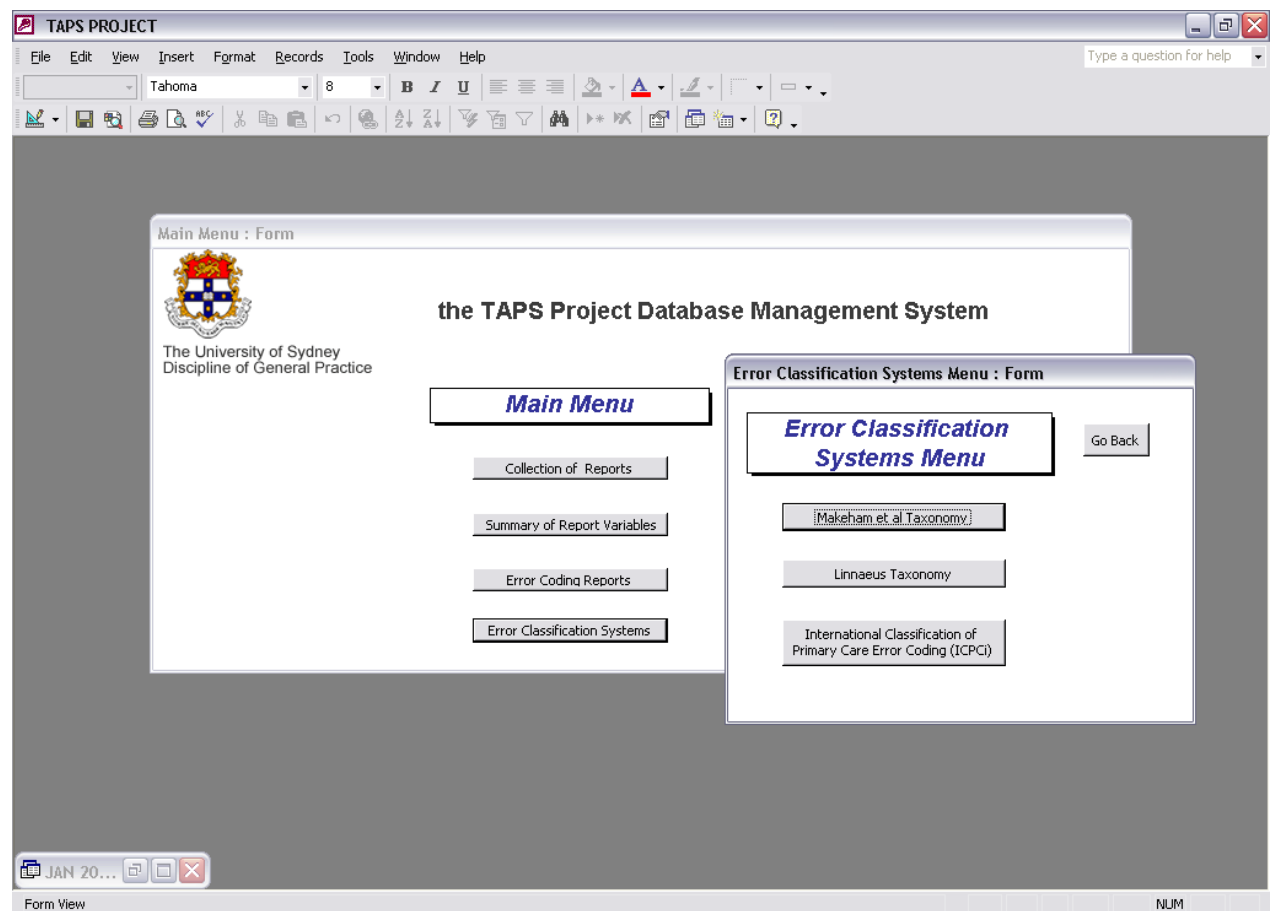 TAPS PROJECT
File Edit View Insert Format Records Tools Window Help Type a question for help
Tahoma 8 B I U A
ABC A Z Z A
Main Menu : Form
the TAPS Project Database Management System
The University of Sydney
Discipline of General Practice
Main Menu
Collection of Reports
Summary of Report Variables
Error Coding Reports
Error Classification Systems
Error Classification Systems Menu : Form
Error Classification
Systems Menu
Go Back
Makeham et al Taxonomy
Linnaeus Taxonomy
International Classification of
Primary Care Error Coding (ICPCi)
JAN 20...
Form View NUM